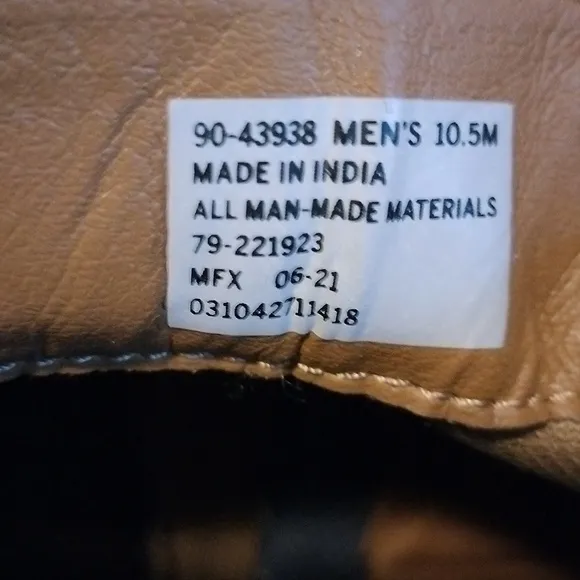 90-43938 MEN'S 10.5M
MADE IN INDIA
ALL MAN-MADE MATERIALS
79-221923
MFX 06-21
031042711418